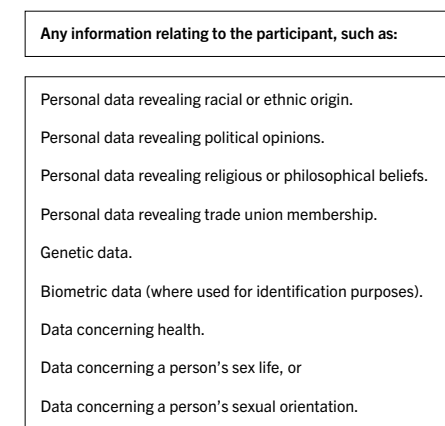 Any information relating to the participant, such as:
Personal data revealing racial or ethnic origin.
Personal data revealing political opinions.
Personal data revealing religious or philosophical beliefs.
Personal data revealing trade union membership.
Genetic data.
Biometric data (where used for identification purposes).
Data concerning health.
Data concerning a person’s sex life, or
Data concerning a person’s sexual orientation.